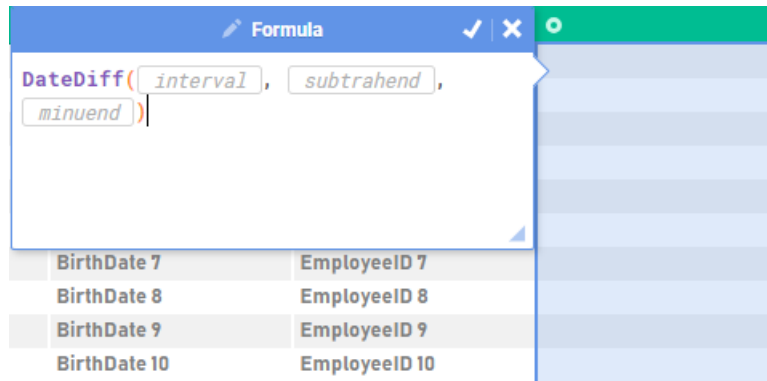 Formula
DateDiff( interval , subtrahend ,
minuend )
BirthDate 7 EmployeeID 7
BirthDate 8 EmployeeID 8
BirthDate 9 EmployeeID 9
BirthDate 10 EmployeeID 10